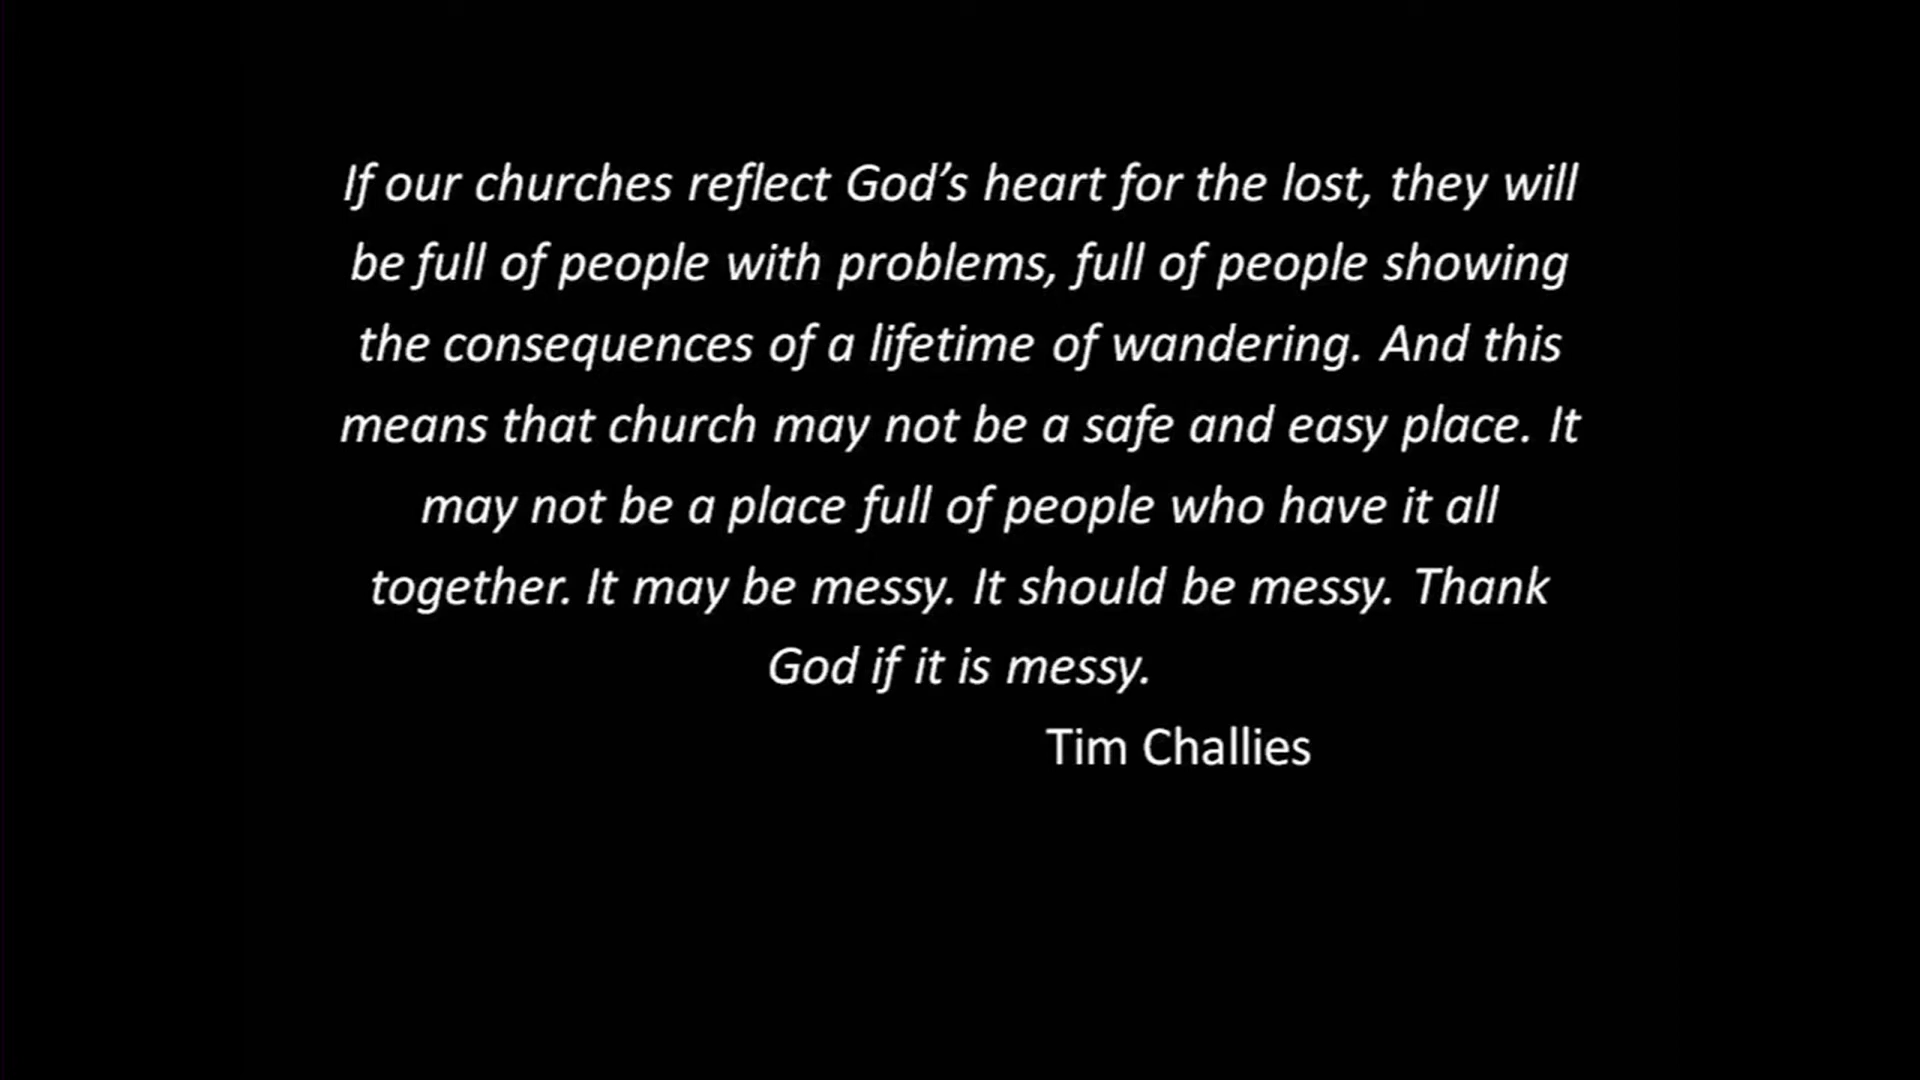 If our churches reflect God’s heart for the lost, they will
be full of people with problems, full of people showing
the consequences of a lifetime of wandering. And this
means that church may not be a safe and easy place. It
may not be a place full of people who have it all
together. It may be messy. It should be messy. Thank
God if it is messy.
Tim Challies